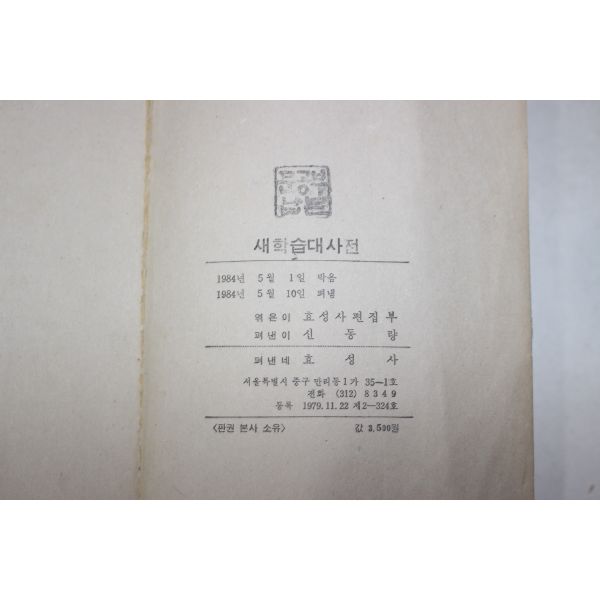 새학습대사전
1984년 5월 1일 박음
1984년 5월 10일 펴냄
엮은이 효성사편집부
펴낸이 신동량
펴낸데 효성사
서울특별시 중구 만리동1가 35―1호
전화 (312) 8349
등록 1979.11.22 제2―324호
〈판권 본사 소유〉 값 3,500원